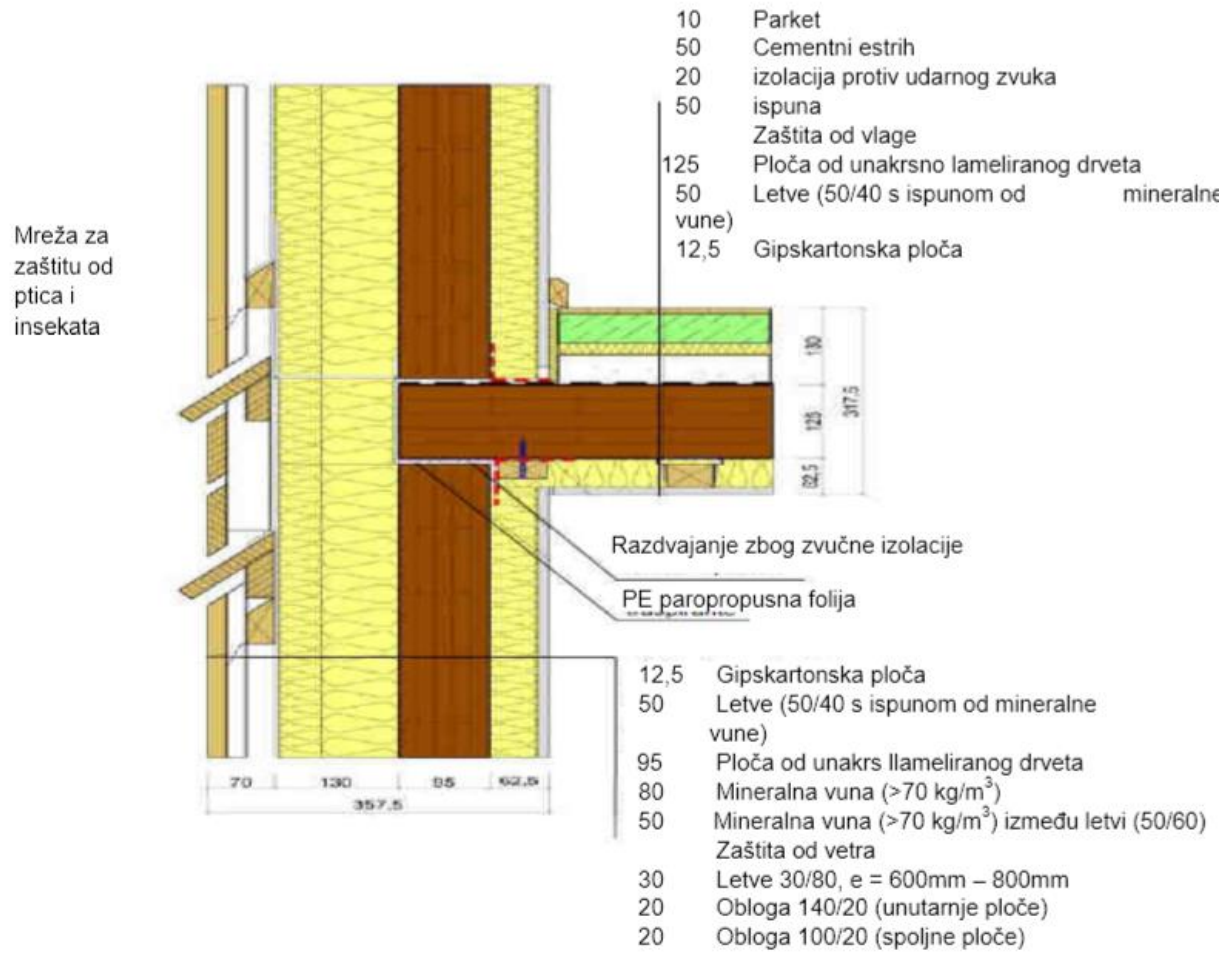 10 Parket
50 Cementni estrih
20 izolacija protiv udarnog zvuka
50 ispuna
Zaštita od vlage
125 Ploča od unakrsno lameliranog drveta
50 Letve (50/40 s ispunom od mineralne
vune)
12,5 Gipskartonska ploča
Mreža za
zaštitu od
ptica i
insekata
130
125
62,5
317,5
Razdvajanje zbog zvučne izolacije
PE paropropusna folija
70 130 95 62,5
357,5
12,5 Gipskartonska ploča
50 Letve (50/40 s ispunom od mineralne
vune)
95 Ploča od unakrs llameliranog drveta
80 Mineralna vuna (>70 kg/m³)
50 Mineralna vuna (>70 kg/m³) između letvi (50/60)
Zaštita od vetra
30 Letve 30/80, e = 600mm – 800mm
20 Obloga 140/20 (unutarnje ploče)
20 Obloga 100/20 (spoljne ploče)